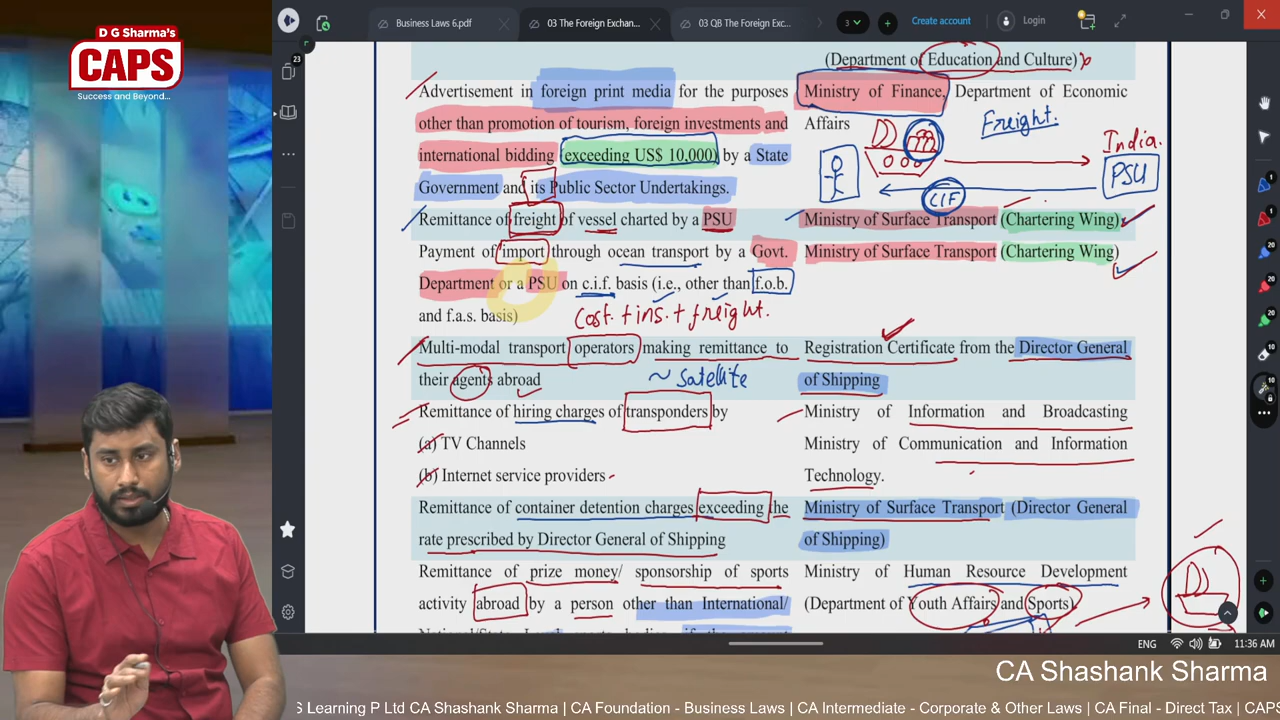 D G Sharma's
CAPS
Success and Beyond...
Business Laws 6.pdf
03 The Foreign Exchan...
03 QB The Foreign Exc...
3
Create account
Login
23
(Department of Education and Culture)
Advertisement in foreign print media for the purposes
other than promotion of tourism, foreign investments and
international bidding (exceeding US$ 10,000) by a State
Government and its Public Sector Undertakings.
Ministry of Finance, Department of Economic
Affairs
Freight.
India.
PSU
CIF
Remittance of freight of vessel charted by a PSU
Ministry of Surface Transport (Chartering Wing)
Payment of import through ocean transport by a Govt.
Department or a PSU on c.i.f. basis (i.e., other than f.o.b.
and f.a.s. basis)
Ministry of Surface Transport (Chartering Wing)
Cost + ins. + freight.
Multi-modal transport operators making remittance to
their agents abroad
Registration Certificate from the Director General
of Shipping
~ Satellite
Remittance of hiring charges of transponders by
(a) TV Channels
(b) Internet service providers
Ministry of Information and Broadcasting
Ministry of Communication and Information
Technology.
Remittance of container detention charges exceeding the
rate prescribed by Director General of Shipping
Ministry of Surface Transport (Director General
of Shipping)
Remittance of prize money/ sponsorship of sports
activity abroad by a person other than International/
Ministry of Human Resource Development
(Department of Youth Affairs and Sports)
ENG
11:36 AM
CA Shashank Sharma
S Learning P Ltd CA Shashank Sharma | CA Foundation - Business Laws | CA Intermediate - Corporate & Other Laws | CA Final - Direct Tax | CAPS